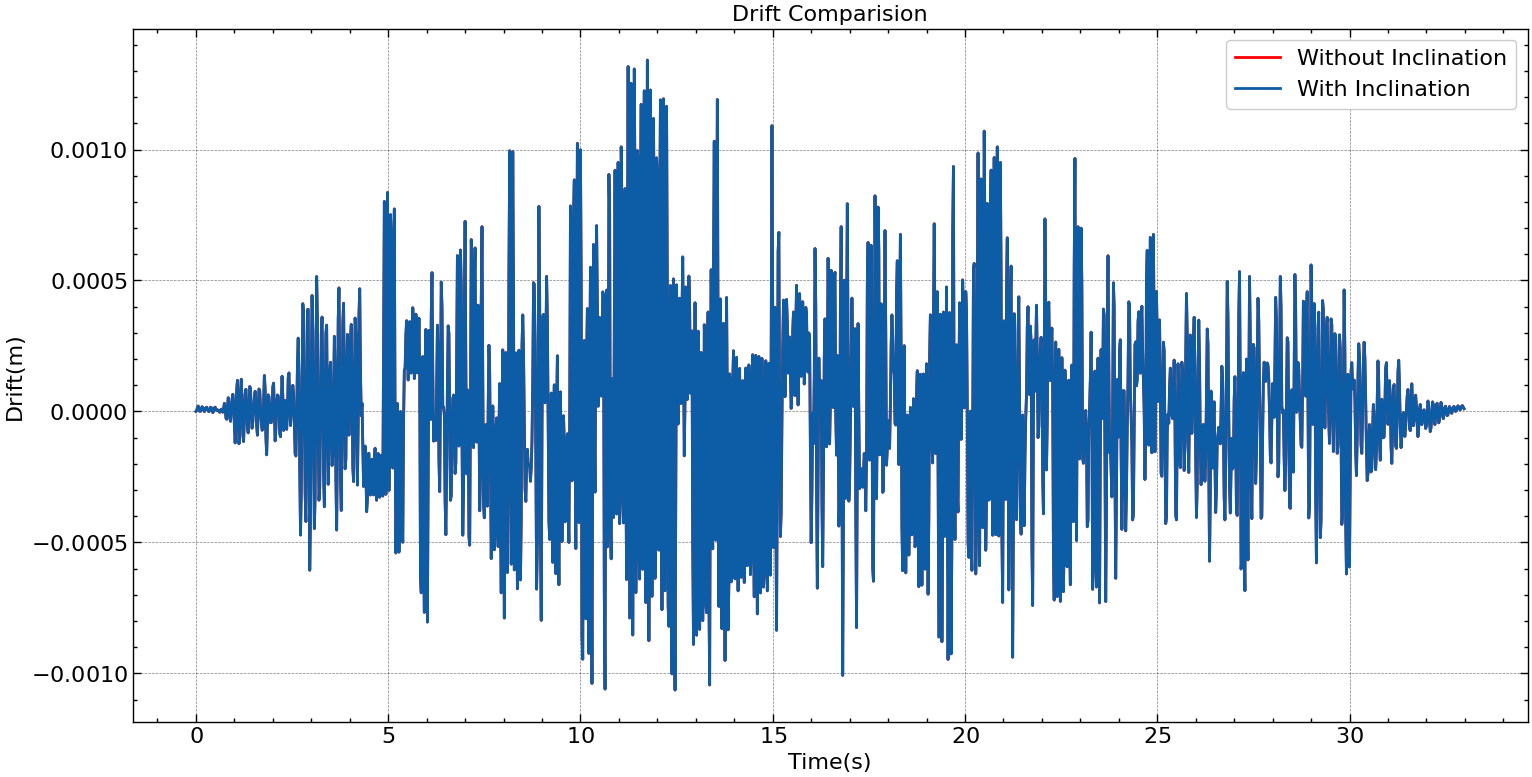 Drift Comparision
Without Inclination
With Inclination
0.0010
0.0005
0.0000
−0.0005
−0.0010
Drift(m)
0 5 10 15 20 25 30
Time(s)